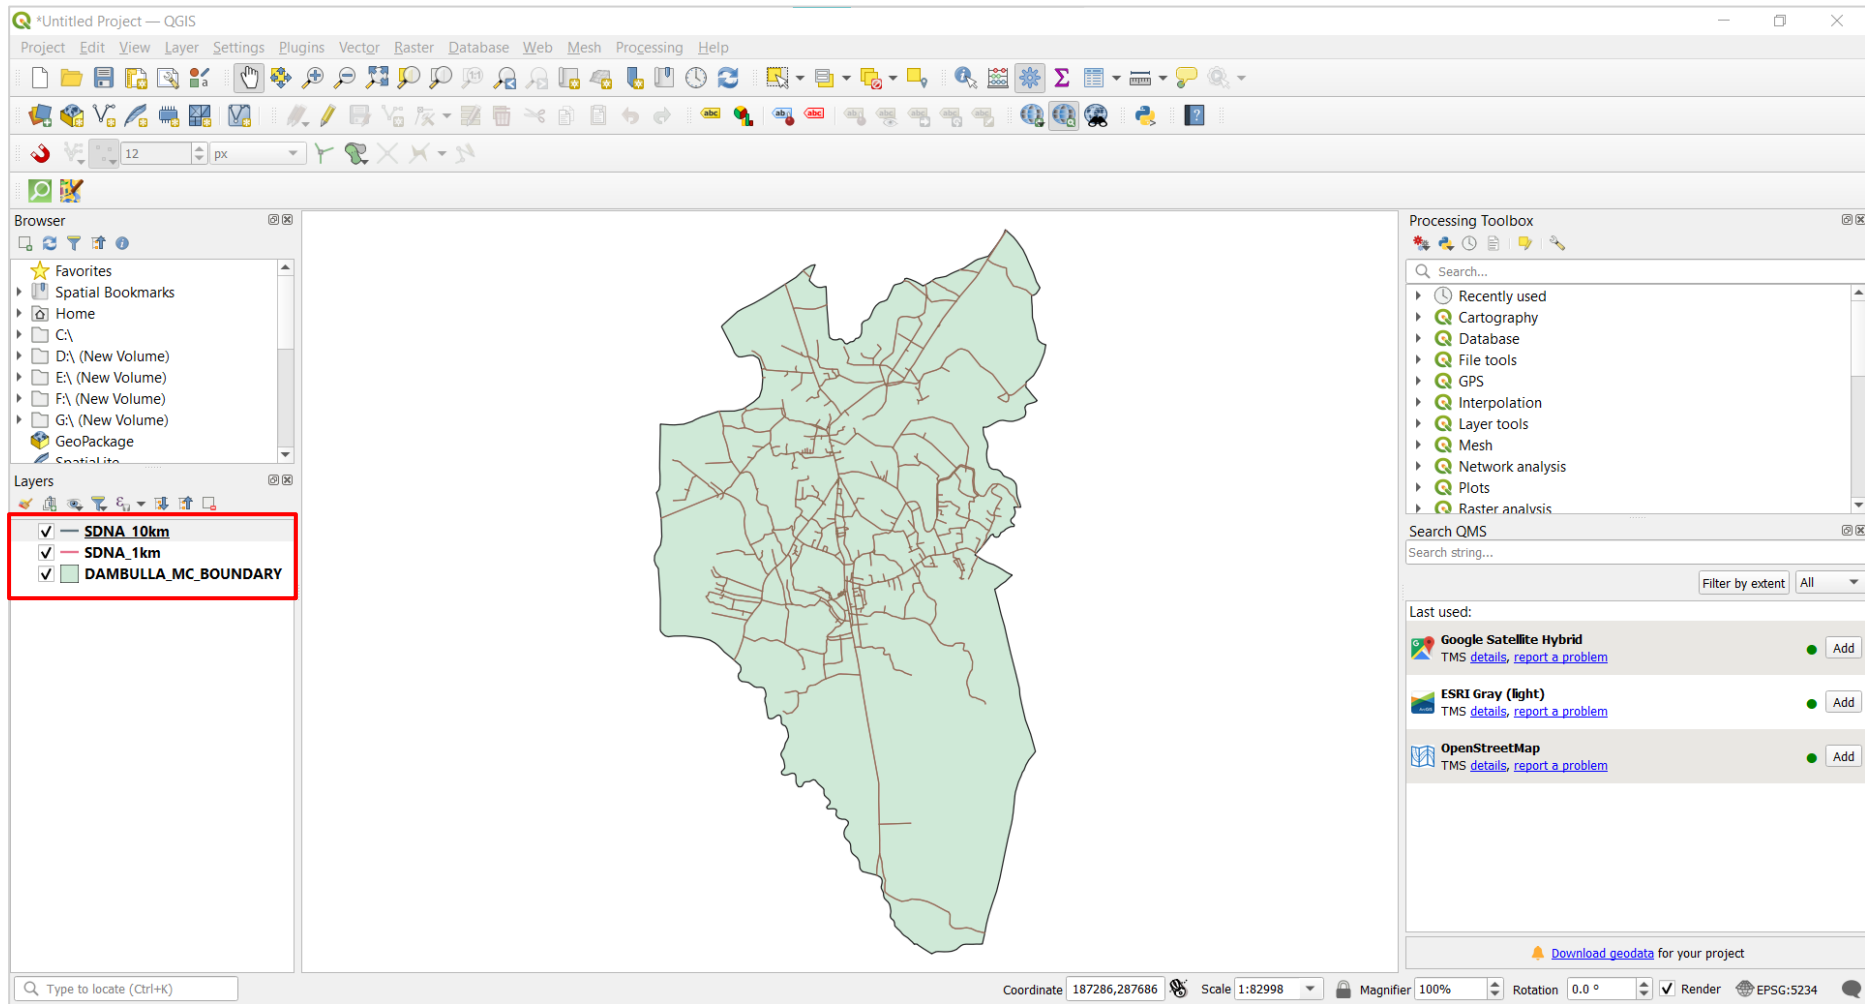 *Untitled Project — QGIS
Project Edit View Layer Settings Plugins Vector Raster Database Web Mesh Processing Help
12 px
Browser
Favorites
Spatial Bookmarks
Home
C:\
D:\ (New Volume)
E:\ (New Volume)
F:\ (New Volume)
G:\ (New Volume)
GeoPackage
SpatiaLite
Layers
SDNA_10km
SDNA_1km
DAMBULLA_MC_BOUNDARY
Processing Toolbox
Search...
Recently used
Cartography
Database
File tools
GPS
Interpolation
Layer tools
Mesh
Network analysis
Plots
Raster analysis
Search QMS
Search string...
Filter by extent All
Last used:
Google Satellite Hybrid
TMS details, report a problem
Add
ESRI Gray (light)
TMS details, report a problem
Add
OpenStreetMap
TMS details, report a problem
Add
Download geodata for your project
Type to locate (Ctrl+K)
Coordinate 187286,287686 Scale 1:82998 Magnifier 100% Rotation 0.0 ° Render EPSG:5234